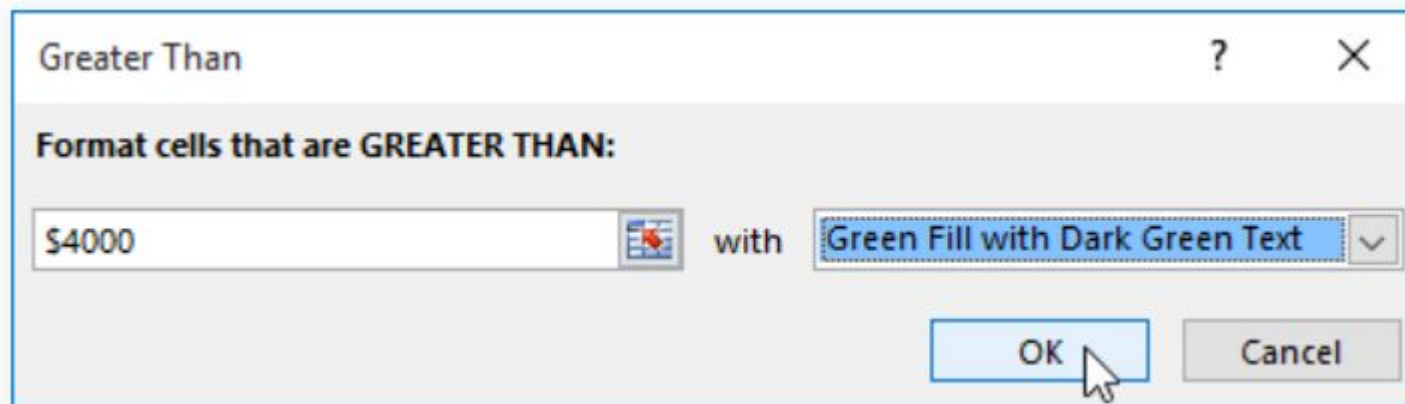 Greater Than ?
Format cells that are GREATER THAN:
$4000 with Green Fill with Dark Green Text
OK Cancel